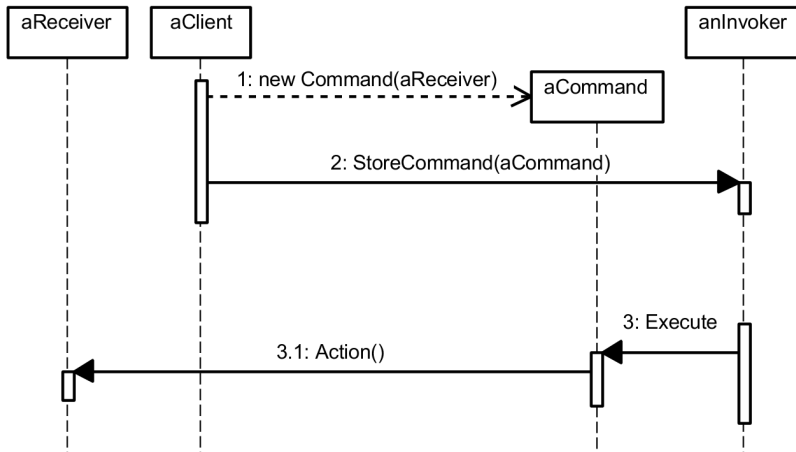 aReceiver
aClient
anInvoker
1: new Command(aReceiver)
aCommand
2: StoreCommand(aCommand)
3: Execute
3.1: Action()